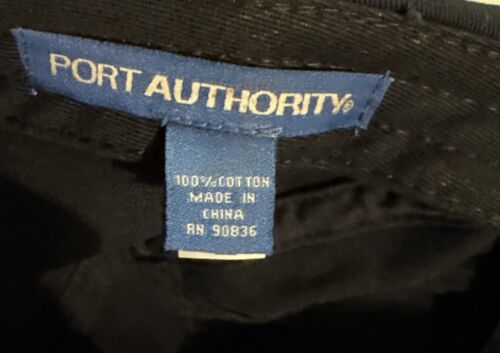 PORT AUTHORITY®
100% COTTON
MADE IN
CHINA
RN 90836